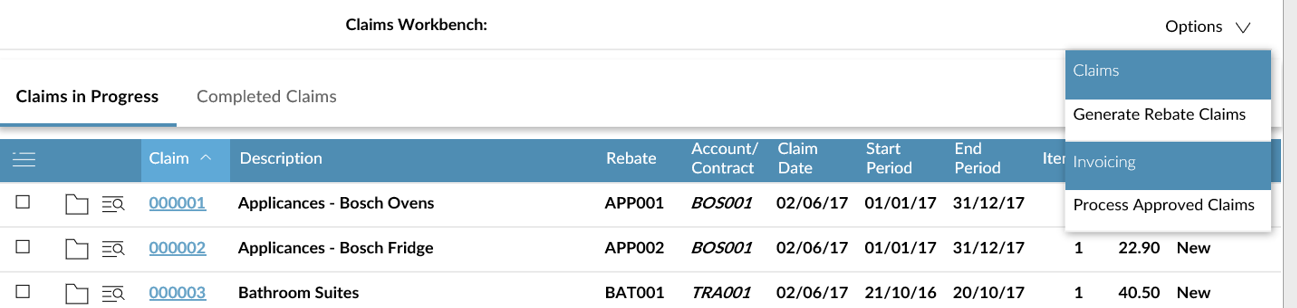 Claims Workbench:
Options
Claims
Generate Rebate Claims
Invoicing
Process Approved Claims
Claims in Progress Completed Claims
Claim Description Rebate Account/ Contract Claim Date Start Period End Period
000001 Applicances - Bosch Ovens APP001 BOS001 02/06/17 01/01/17 31/12/17
000002 Applicances - Bosch Fridge APP002 BOS001 02/06/17 01/01/17 31/12/17 1 22.90 New
000003 Bathroom Suites BAT001 TRA001 02/06/17 21/10/16 20/10/17 1 40.50 New